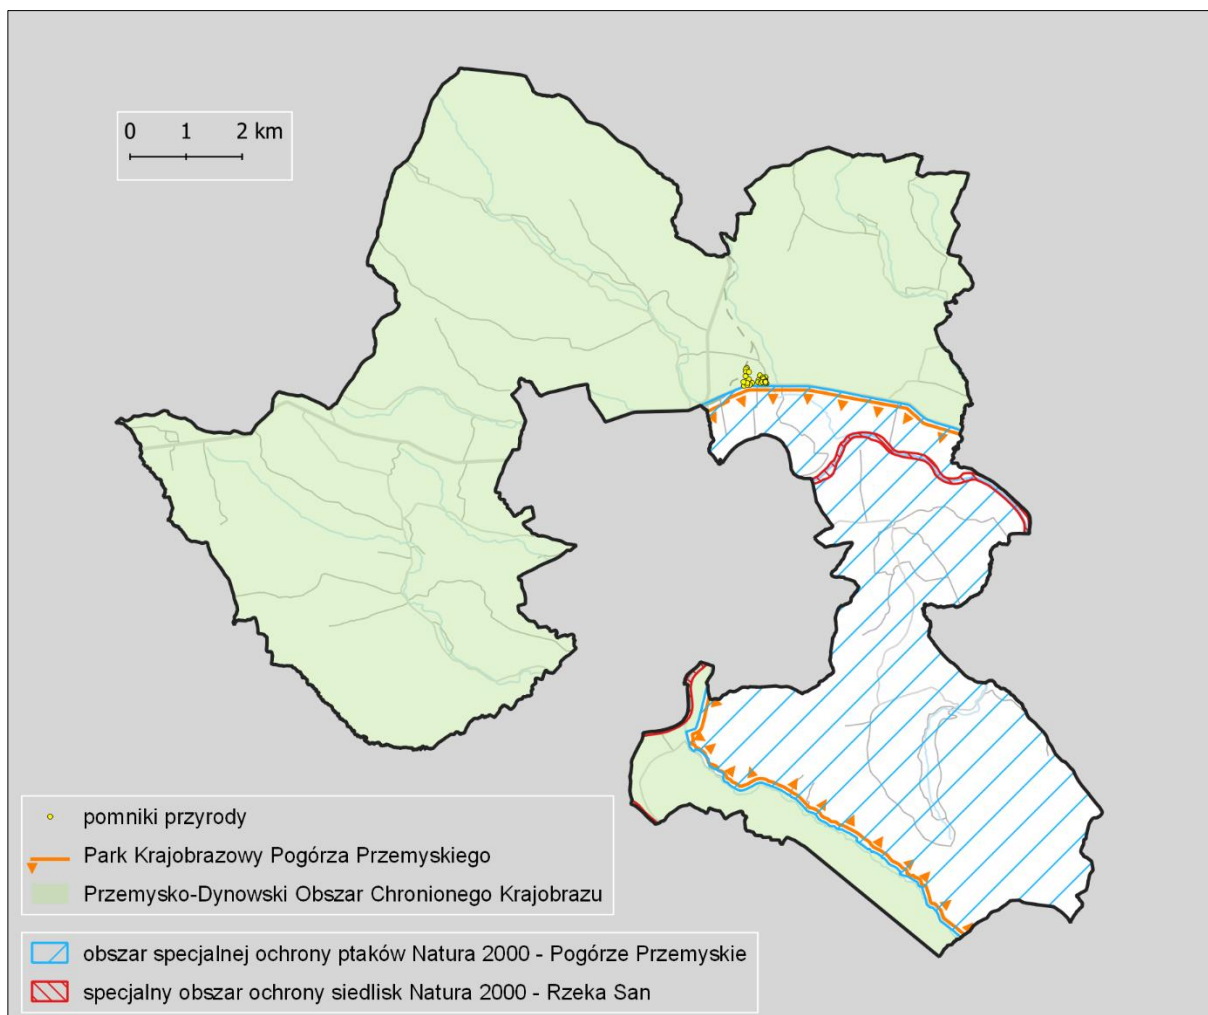 0 1 2 km
pomniki przyrody
Park Krajobrazowy Pogórza Przemyskiego
Przemysko-Dynowski Obszar Chronionego Krajobrazu
obszar specjalnej ochrony ptaków Natura 2000 - Pogórze Przemyskie
specjalny obszar ochrony siedlisk Natura 2000 - Rzeka San